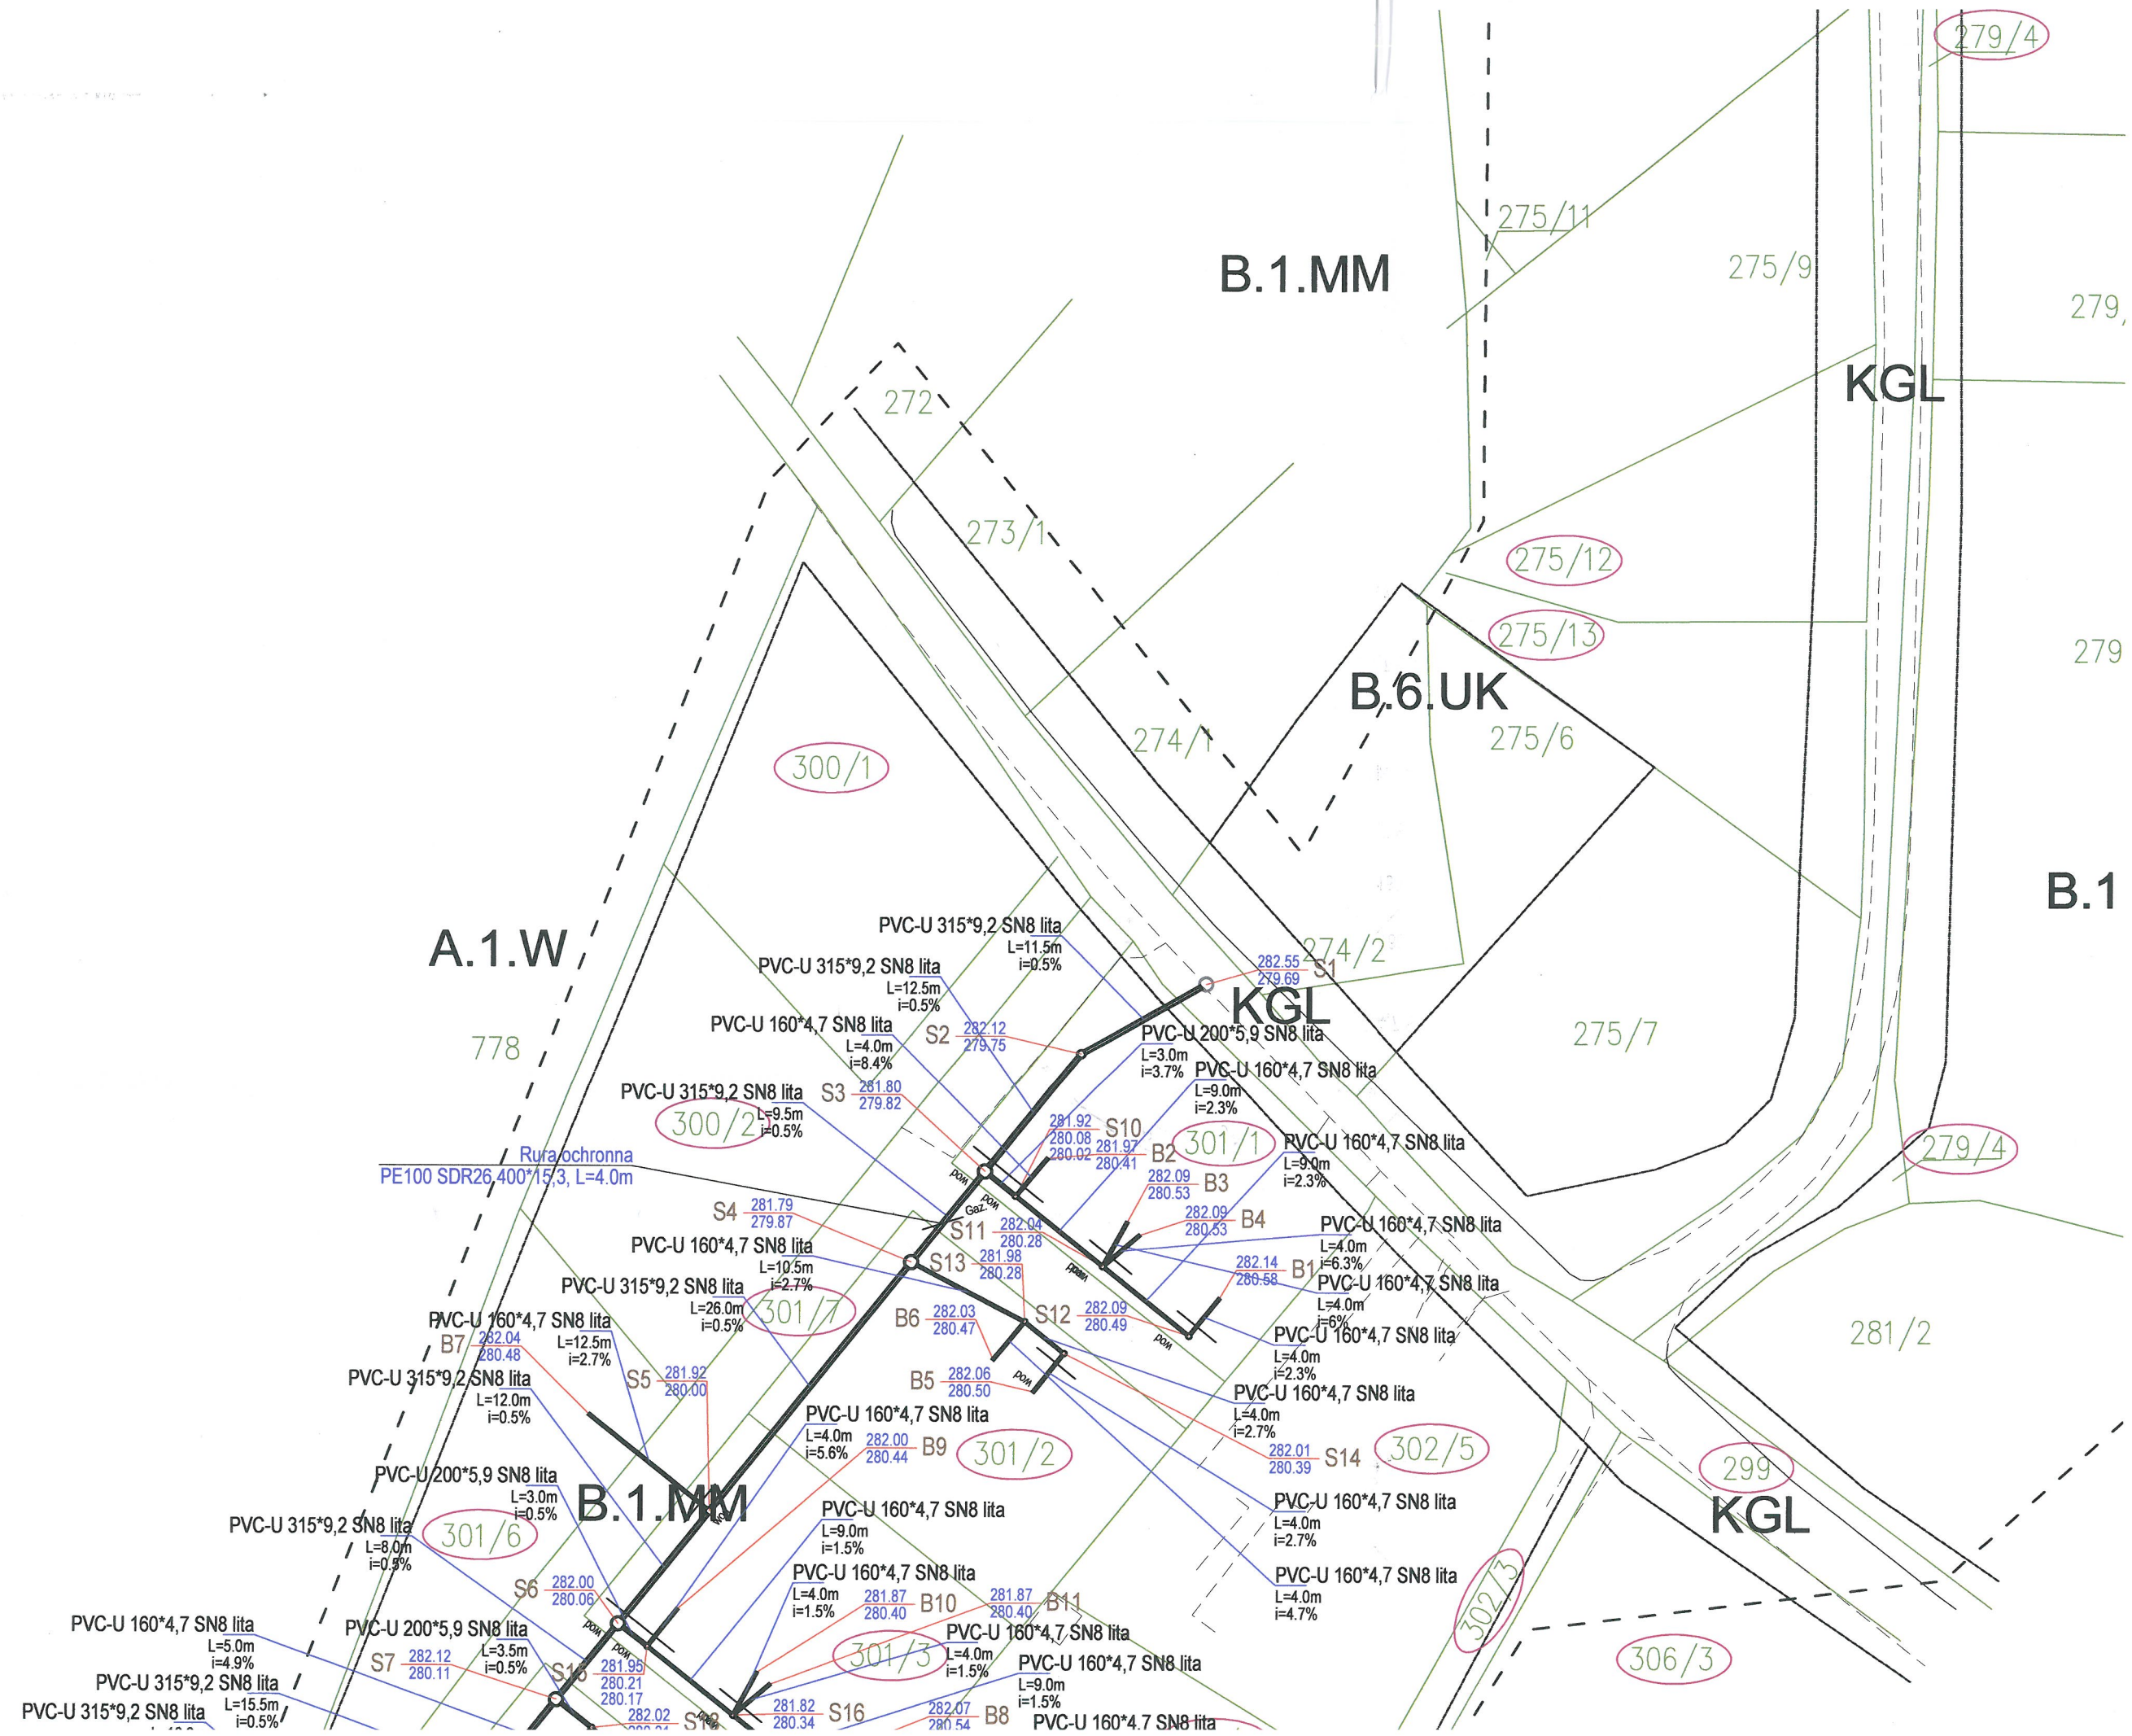 279/4
275/11
B.1.MM
275/9
279,
KGL
272
273/1
275/12
275/13
279
B.6.UK
274/1
275/6
300/1
B.1
PVC-U 315*9,2 SN8 lita
L=11.5m
i=0.5%
A.1.W
274/2
282.55
279.69
S1
PVC-U 315*9,2 SN8 lita
L=12.5m
i=0.5%
KGL
PVC-U 160*4,7 SN8 lita
L=4.0m
i=8.4%
S2
282.12
279.75
PVC-U 200*5,9 SN8 lita
L=3.0m
i=3.7%
275/7
778
PVC-U 160*4,7 SN8 lita
L=9.0m
i=2.3%
PVC-U 315*9,2 SN8 lita
L=9.5m
i=0.5%
S3
281.80
279.82
300/2
281.92
280.08
280.02
S10
281.97
280.41
B2
301/1
PVC-U 160*4,7 SN8 lita
L=9.0m
i=2.3%
279/4
Rura ochronna
PE100 SDR26 400*15,3, L=4.0m
wod
wod
Gaz.
282.09
280.53
B3
S4
281.79
279.87
282.09
280.53
B4
S11
282.04
280.28
PVC-U 160*4,7 SN8 lita
L=4.0m
i=6.3%
PVC-U 160*4,7 SN8 lita
L=10.5m
i=2.7%
S13
281.98
280.28
282.14
280.58
B1
PVC-U 160*4,7 SN8 lita
L=4.0m
i=6%
PVC-U 315*9,2 SN8 lita
L=26.0m
i=0.5%
301/7
B6
282.03
280.47
S12
282.09
280.49
wod
PVC-U 160*4,7 SN8 lita
L=4.0m
i=2.3%
281/2
PVC-U 160*4,7 SN8 lita
L=12.5m
i=2.7%
B7
282.04
280.48
PVC-U 315*9,2 SN8 lita
L=12.0m
i=0.5%
S5
281.92
280.00
B5
282.06
280.50
wod
PVC-U 160*4,7 SN8 lita
L=4.0m
i=2.7%
PVC-U 160*4,7 SN8 lita
L=4.0m
i=5.6%
282.00
280.44
B9
301/2
282.01
280.39
S14
302/5
299
KGL
PVC-U 200*5,9 SN8 lita
L=3.0m
i=0.5%
B.1.MM
PVC-U 160*4,7 SN8 lita
L=9.0m
i=1.5%
PVC-U 160*4,7 SN8 lita
L=4.0m
i=2.7%
PVC-U 315*9,2 SN8 lita
L=8.0m
i=0.5%
301/6
PVC-U 160*4,7 SN8 lita
L=4.0m
i=1.5%
PVC-U 160*4,7 SN8 lita
L=4.0m
i=4.7%
S6
282.00
280.06
281.87
280.40
B10
281.87
280.40
B11
302/3
PVC-U 160*4,7 SN8 lita
L=5.0m
i=4.9%
PVC-U 200*5,9 SN8 lita
L=3.5m
i=0.5%
wod
wod
301/3
PVC-U 160*4,7 SN8 lita
L=4.0m
i=1.5%
306/3
S7
282.12
280.11
S15
281.95
280.21
280.17
PVC-U 160*4,7 SN8 lita
L=9.0m
i=1.5%
PVC-U 315*9,2 SN8 lita
L=15.5m
i=0.5%
PVC-U 315*9,2 SN8 lita
282.02
281.82
280.34
S16
282.07
280.54
B8
PVC-U 160*4,7 SN8 lita